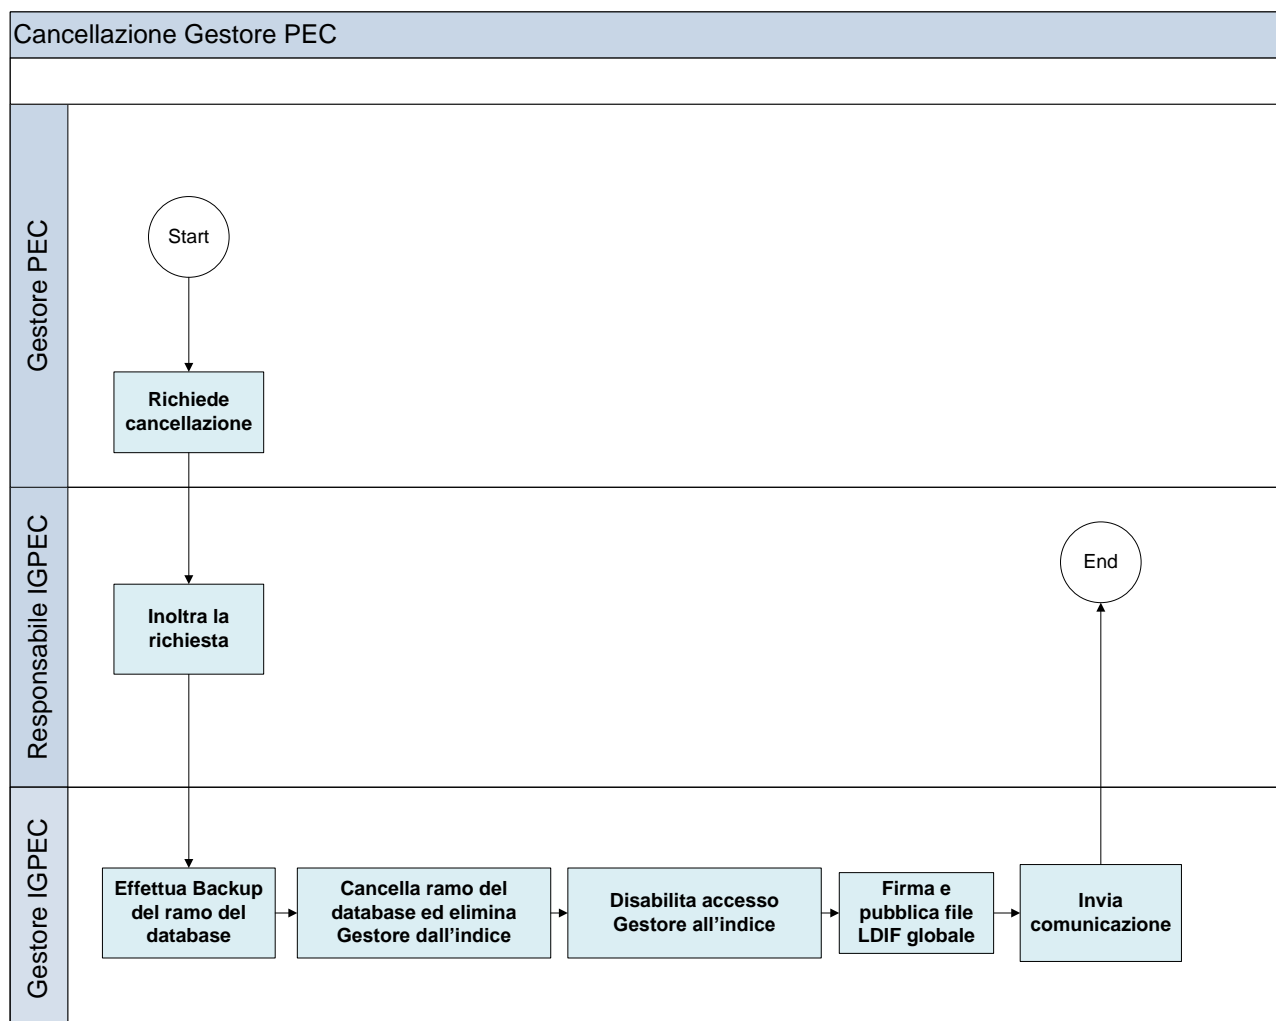 Cancellazione Gestore PEC
Gestore PEC
Start
Richiede
cancellazione
Responsabile IGPEC
Inoltra la
richiesta
End
Gestore IGPEC
Effettua Backup
del ramo del
database
Cancella ramo del
database ed elimina
Gestore dall’indice
Disabilita accesso
Gestore all’indice
Firma e
pubblica file
LDIF globale
Invia
comunicazione